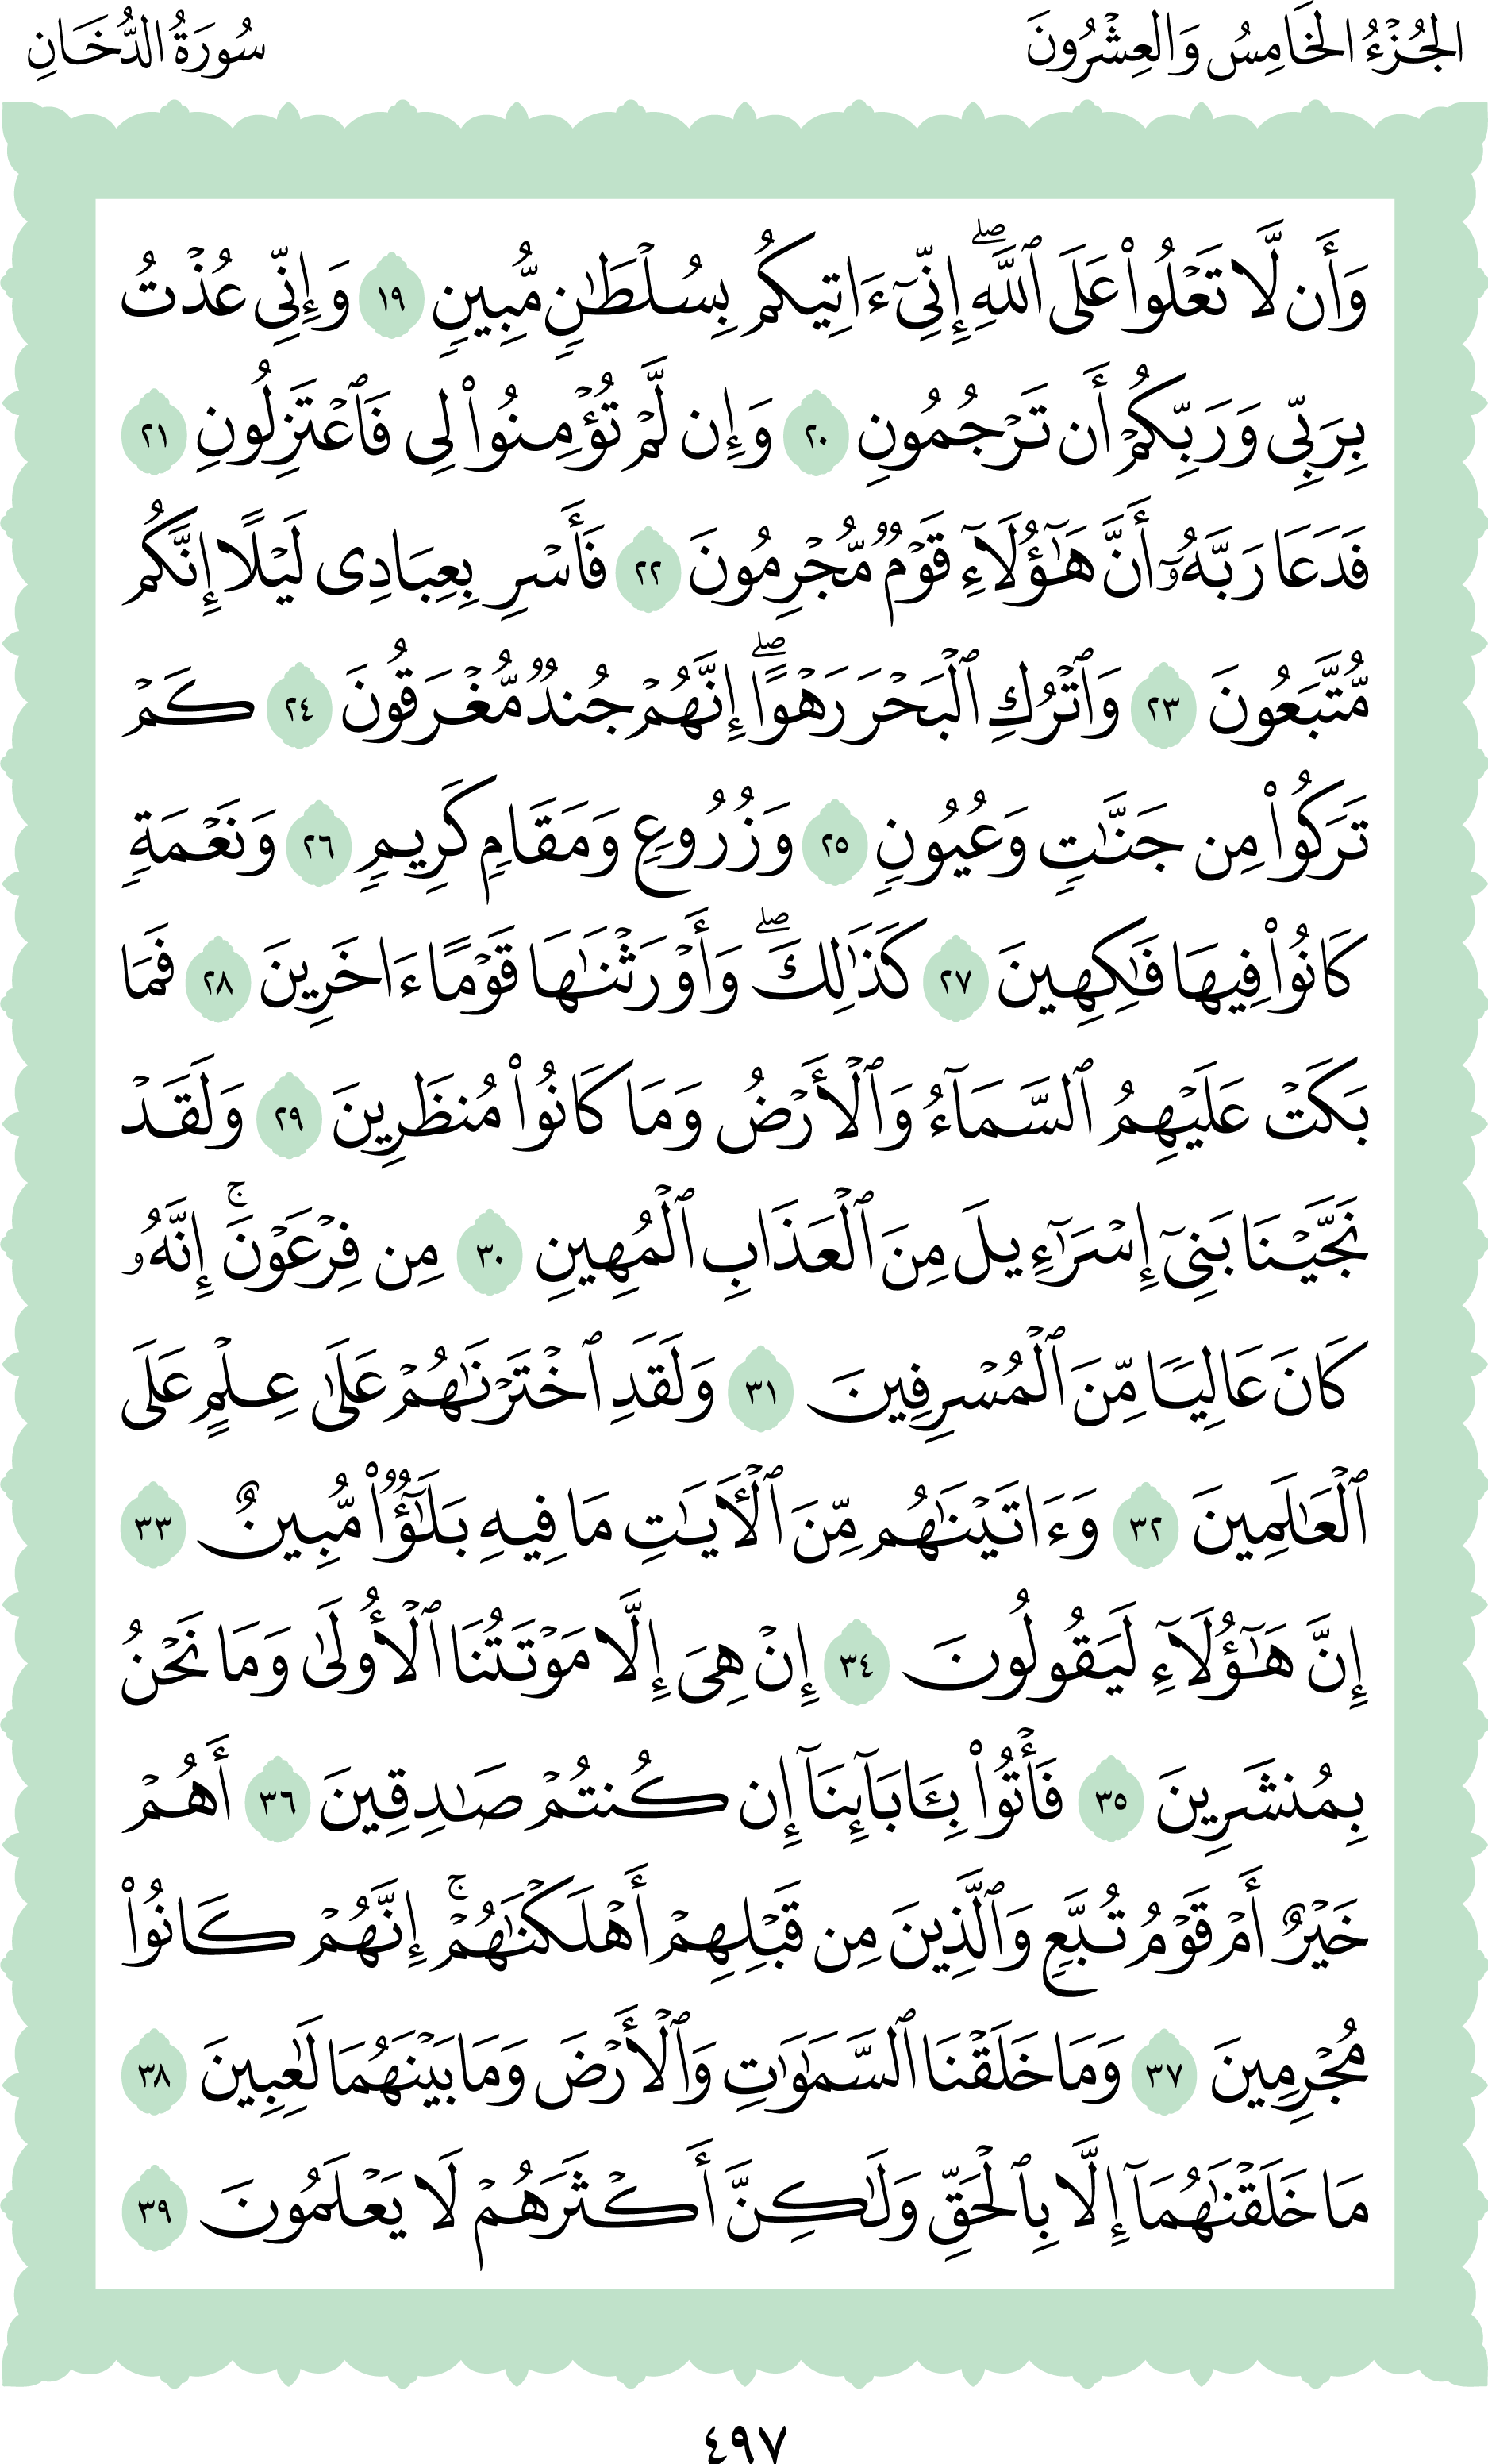 الجُزْءُ الخَامِسُ وَالعِشْرُونَ
سُورَةُ الدُّخَانِ
وَأَن لَّا تَعْلُوا۟ عَلَى ٱللَّهِۖ إِنِّىٓ ءَاتِيكُم بِسُلْطَـٰنٍ مُّبِينٍ ١٩ وَإِنِّى عُذْتُ
بِرَبِّى وَرَبِّكُمْ أَن تَرْجُمُونِ ٢٠ وَإِن لَّمْ تُؤْمِنُوا۟ لِى فَٱعْتَزِلُونِ ٢١
فَدَعَا رَبَّهُۥٓ أَنَّ هَـٰٓؤُلَآءِ قَوْمٌ مُّجْرِمُونَ ٢٢ فَأَسْرِ بِعِبَادِى لَيْلًا إِنَّكُم
مُّتَّبَعُونَ ٢٣ وَٱتْرُكِ ٱلْبَحْرَ رَهْوًاۖ إِنَّهُمْ جُندٌ مُّغْرَقُونَ ٢٤ كَمْ
تَرَكُوا۟ مِن جَنَّـٰتٍ وَعُيُونٍ ٢٥ وَزُرُوعٍ وَمَقَامٍ كَرِيمٍ ٢٦ وَنَعْمَةٍ
كَانُوا۟ فِيهَا فَـٰكِهِينَ ٢٧ كَذَٰلِكَۖ وَأَوْرَثْنَـٰهَا قَوْمًا ءَاخَرِينَ ٢٨ فَمَا
بَكَتْ عَلَيْهِمُ ٱلسَّمَآءُ وَٱلْأَرْضُ وَمَا كَانُوا۟ مُنظَرِينَ ٢٩ وَلَقَدْ
نَجَّيْنَا بَنِىٓ إِسْرَٰٓءِيلَ مِنَ ٱلْعَذَابِ ٱلْمُهِينِ ٣٠ مِن فِرْعَوْنَۚ إِنَّهُۥ
كَانَ عَالِيًا مِّنَ ٱلْمُسْرِفِينَ ٣١ وَلَقَدِ ٱخْتَرْنَـٰهُمْ عَلَىٰ عِلْمٍ عَلَى
ٱلْعَـٰلَمِينَ ٣٢ وَءَاتَيْنَـٰهُم مِّنَ ٱلْـَٔايَـٰتِ مَا فِيهِ بَلَـٰٓؤٌا۟ مُّبِينٌ ٣٣
إِنَّ هَـٰٓؤُلَآءِ لَيَقُولُونَ ٣٤ إِنْ هِىَ إِلَّا مَوْتَتُنَا ٱلْأُولَىٰ وَمَا نَحْنُ
بِمُنشَرِينَ ٣٥ فَأْتُوا۟ بِـَٔابَآئِنَآ إِن كُنتُمْ صَـٰدِقِينَ ٣٦ أَهُمْ
خَيْرٌ أَمْ قَوْمُ تُبَّعٍ وَٱلَّذِينَ مِن قَبْلِهِمْ أَهْلَكْنَـٰهُمْۚ إِنَّهُمْ كَانُوا۟
مُجْرِمِينَ ٣٧ وَمَا خَلَقْنَا ٱلسَّمَـٰوَٰتِ وَٱلْأَرْضَ وَمَا بَيْنَهُمَا لَـٰعِبِينَ ٣٨
مَا خَلَقْنَـٰهُمَآ إِلَّا بِٱلْحَقِّ وَلَـٰكِنَّ أَكْثَرَهُمْ لَا يَعْلَمُونَ ٣٩
٤٩٧